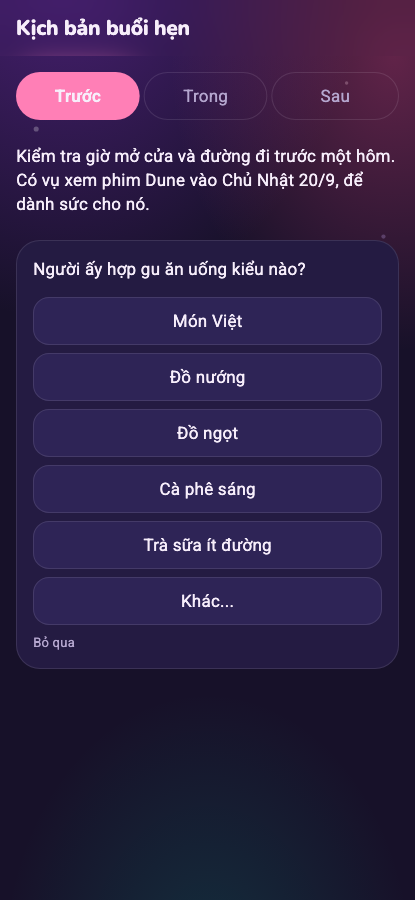 Kịch bản buổi hẹn
Trước
Trong
Sau
Kiểm tra giờ mở cửa và đường đi trước một hôm.
Có vụ xem phim Dune vào Chủ Nhật 20/9, để
dành sức cho nó.
Người ấy hợp gu ăn uống kiểu nào?
Món Việt
Đồ nướng
Đồ ngọt
Cà phê sáng
Trà sữa ít đường
Khác...
Bỏ qua